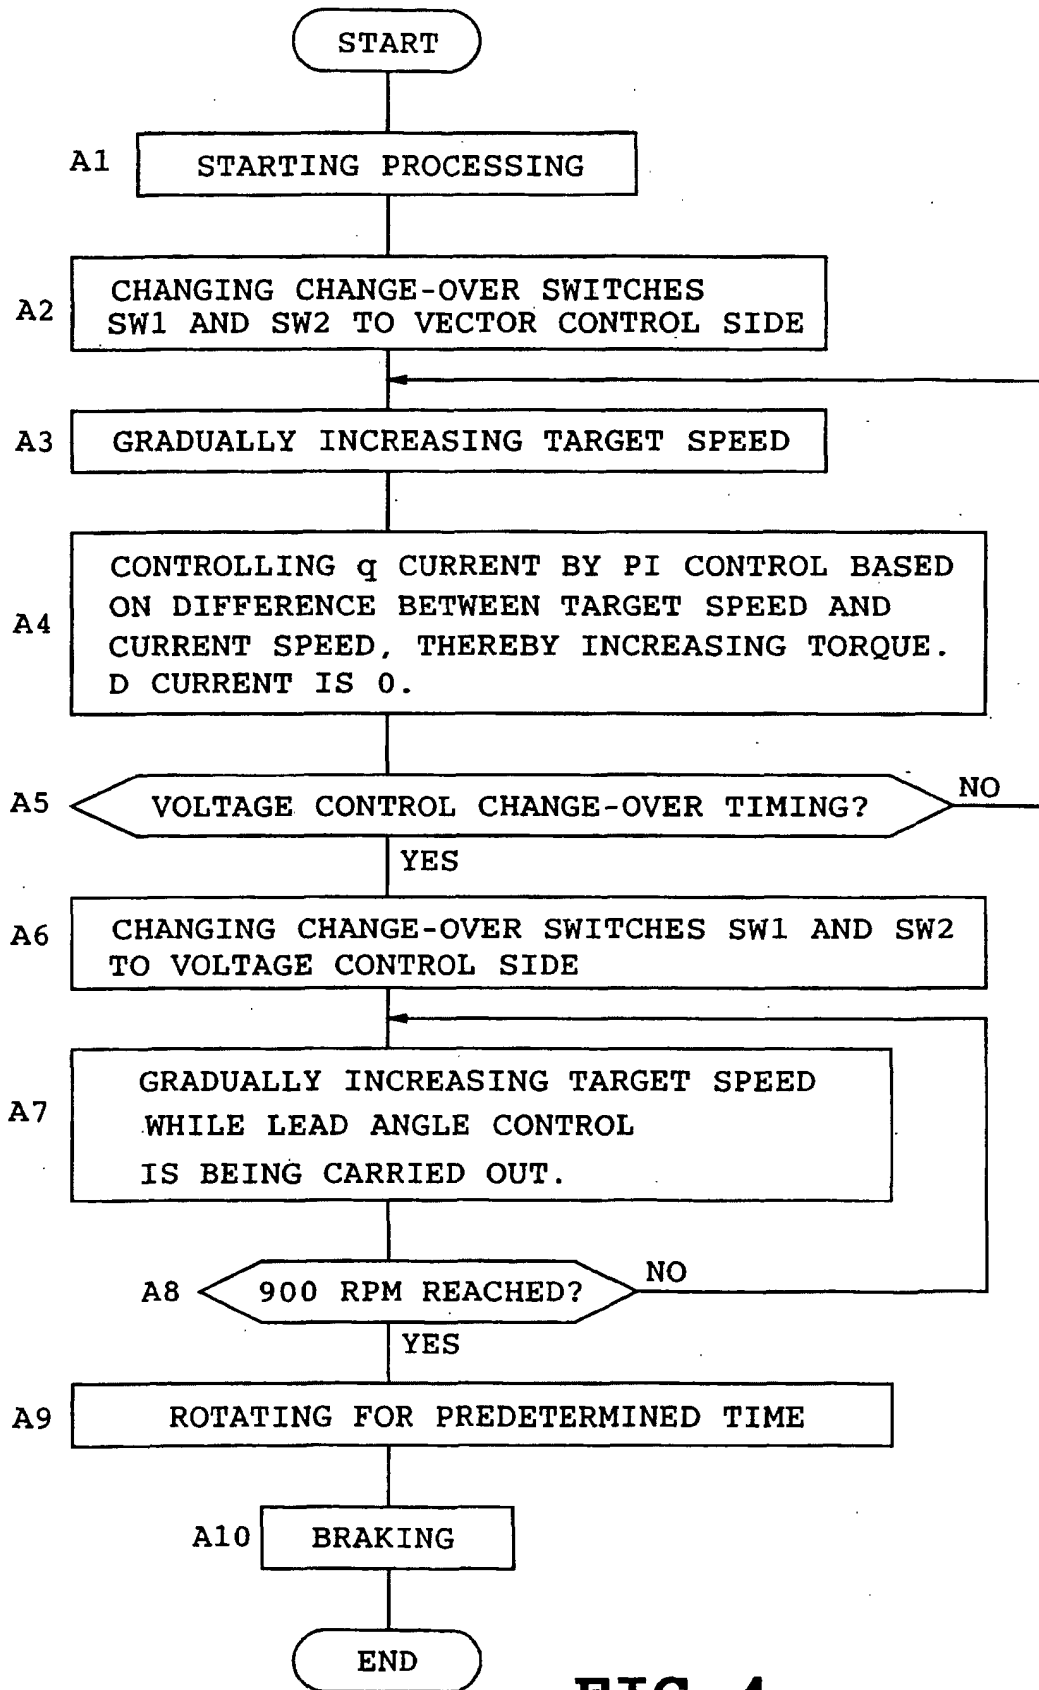 START
A1
STARTING PROCESSING
A2
CHANGING CHANGE-OVER SWITCHES
SW1 AND SW2 TO VECTOR CONTROL SIDE
A3
GRADUALLY INCREASING TARGET SPEED
A4
CONTROLLING q CURRENT BY PI CONTROL BASED
ON DIFFERENCE BETWEEN TARGET SPEED AND
CURRENT SPEED, THEREBY INCREASING TORQUE.
D CURRENT IS 0.
A5
VOLTAGE CONTROL CHANGE-OVER TIMING?
NO
YES
A6
CHANGING CHANGE-OVER SWITCHES SW1 AND SW2
TO VOLTAGE CONTROL SIDE
A7
GRADUALLY INCREASING TARGET SPEED
WHILE LEAD ANGLE CONTROL
IS BEING CARRIED OUT.
A8
900 RPM REACHED?
NO
YES
A9
ROTATING FOR PREDETERMINED TIME
A10
BRAKING
END
FIG. 4